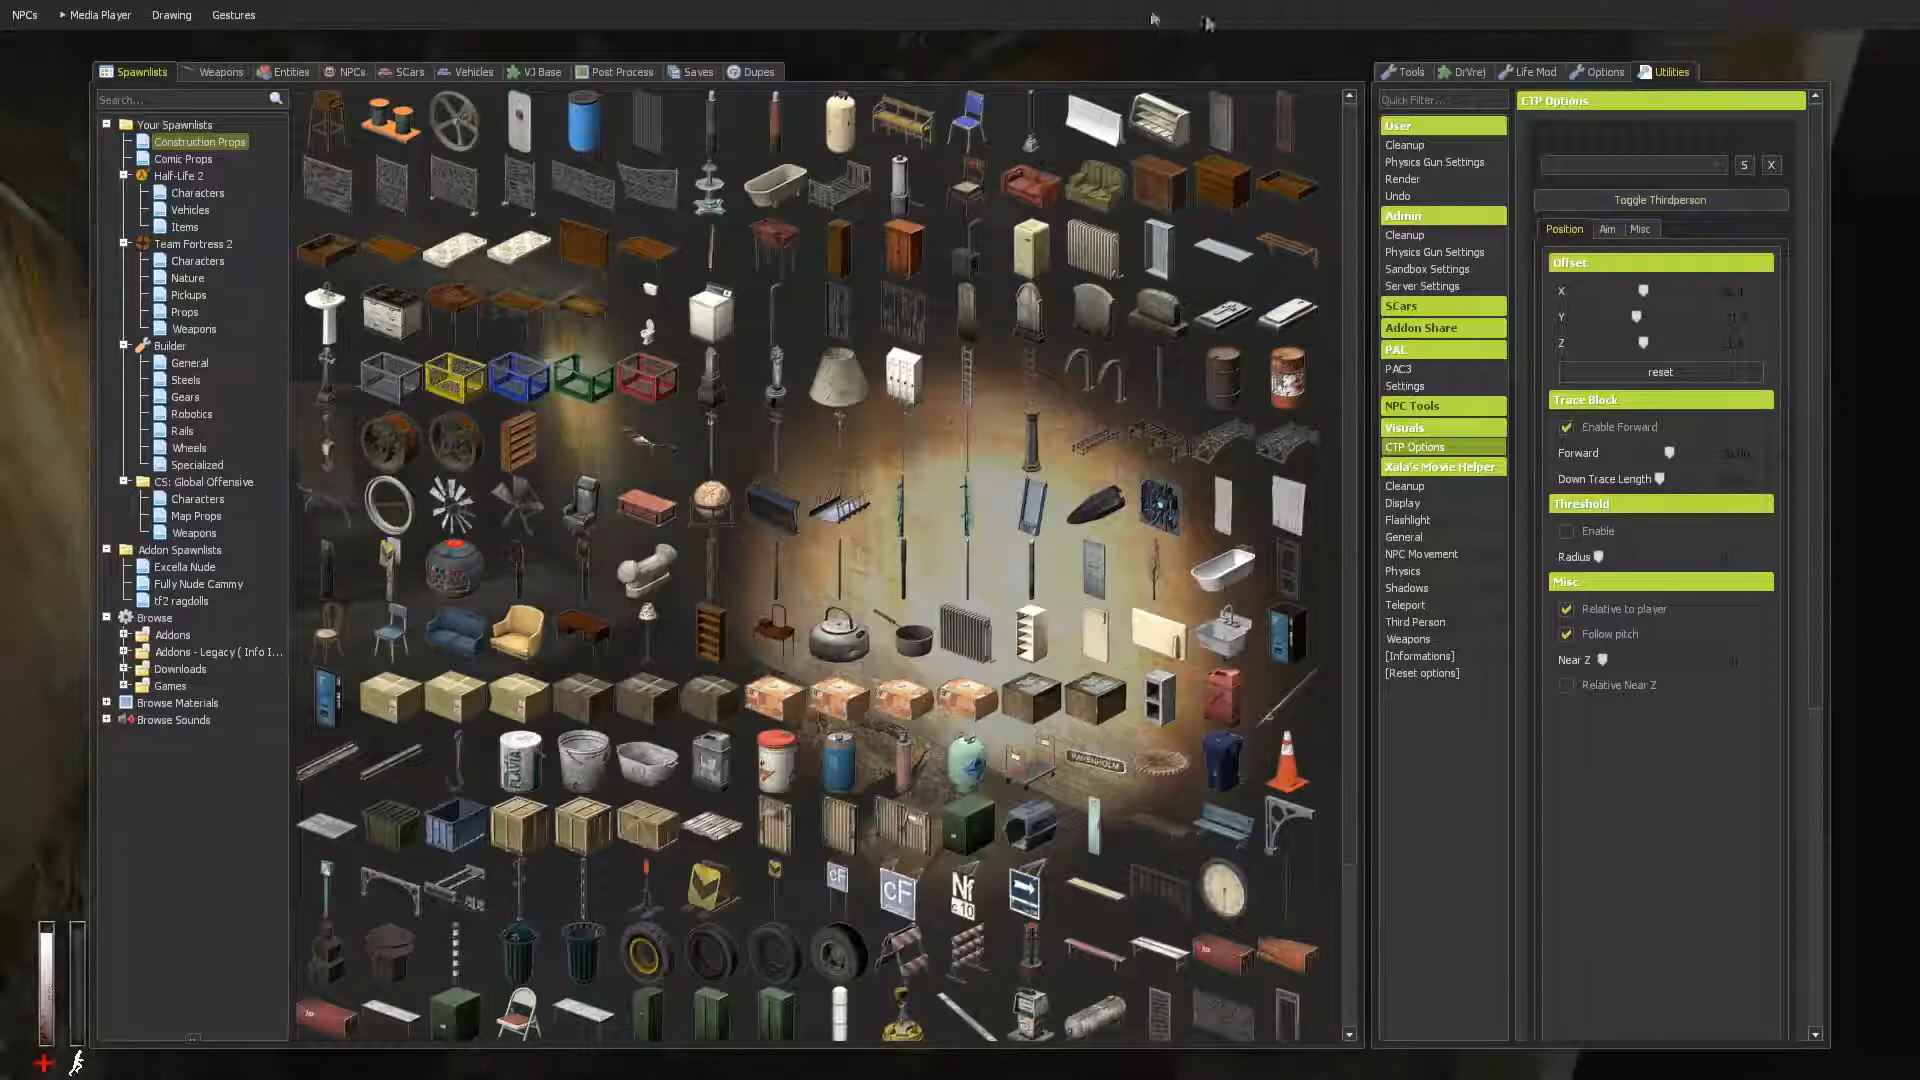 NPCs
Media Player
Drawing
Gestures
Spawnlists
Weapons
Entities
NPCs
SCars
Vehicles
VJ Base
Post Process
Saves
Dupes
Search...
Your Spawnlists
Construction Props
Comic Props
Half-Life 2
Characters
Vehicles
Items
Team Fortress 2
Characters
Nature
Pickups
Props
Weapons
Builder
General
Steels
Gears
Robotics
Rails
Wheels
Specialized
CS: Global Offensive
Characters
Map Props
Weapons
Addon Spawnlists
Excella Nude
Fully Nude Cammy
tf2 ragdolls
Browse
Addons
Addons - Legacy ( Info I...
Downloads
Games
Browse Materials
Browse Sounds
FLAVIA
RAVENHOLM
CF
CF
Nf
c 10
Tools
DrVrej
Life Mod
Options
Utilities
Quick Filter...
User
Cleanup
Physics Gun Settings
Render
Undo
Admin
Cleanup
Physics Gun Settings
Sandbox Settings
Server Settings
SCars
Addon Share
PAC
PAC3
Settings
NPC Tools
Visuals
CTP Options
Xala's Movie Helper
Cleanup
Display
Flashlight
General
NPC Movement
Physics
Shadows
Teleport
Third Person
Weapons
[Informations]
[Reset options]
CTP Options
S
X
Toggle Thirdperson
Position
Aim
Misc
Offset
X
Y
Z
reset
Trace Block
Enable Forward
Forward
Down Trace Length
Threshold
Enable
Radius
Misc.
Relative to player
Follow pitch
Near Z
Relative Near Z